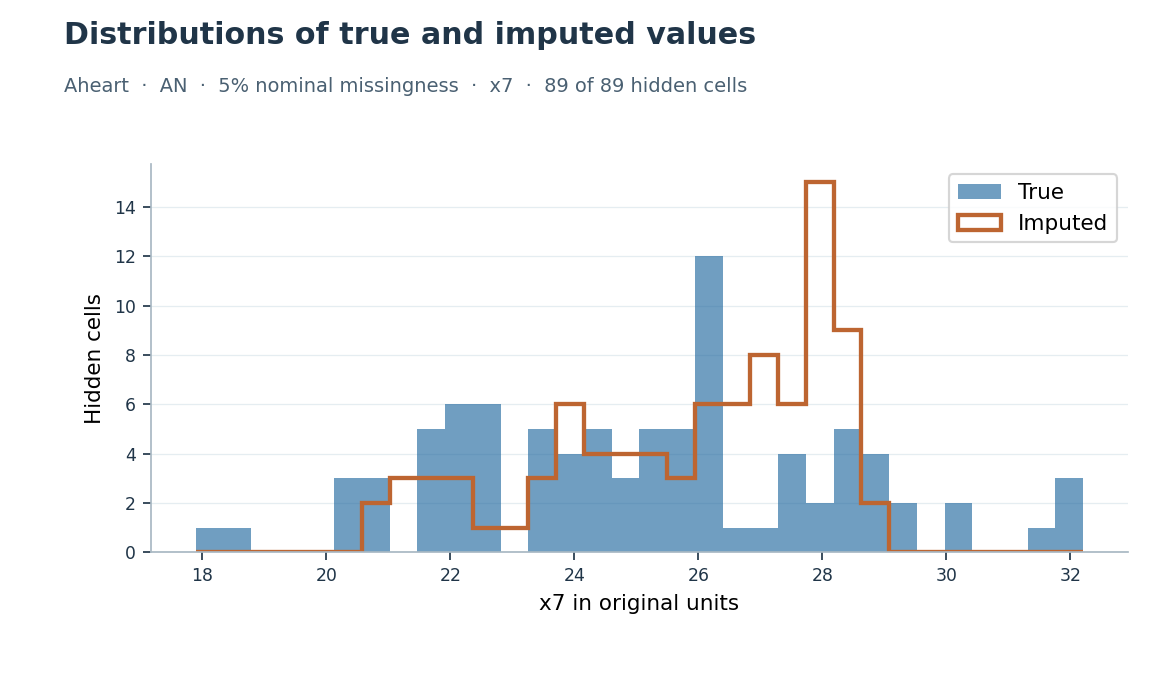 Distributions of true and imputed values
Aheart · AN · 5% nominal missingness · x7 · 89 of 89 hidden cells
True
Imputed
Hidden cells
14
12
10
8
6
4
2
0
18 20 22 24 26 28 30 32
x7 in original units